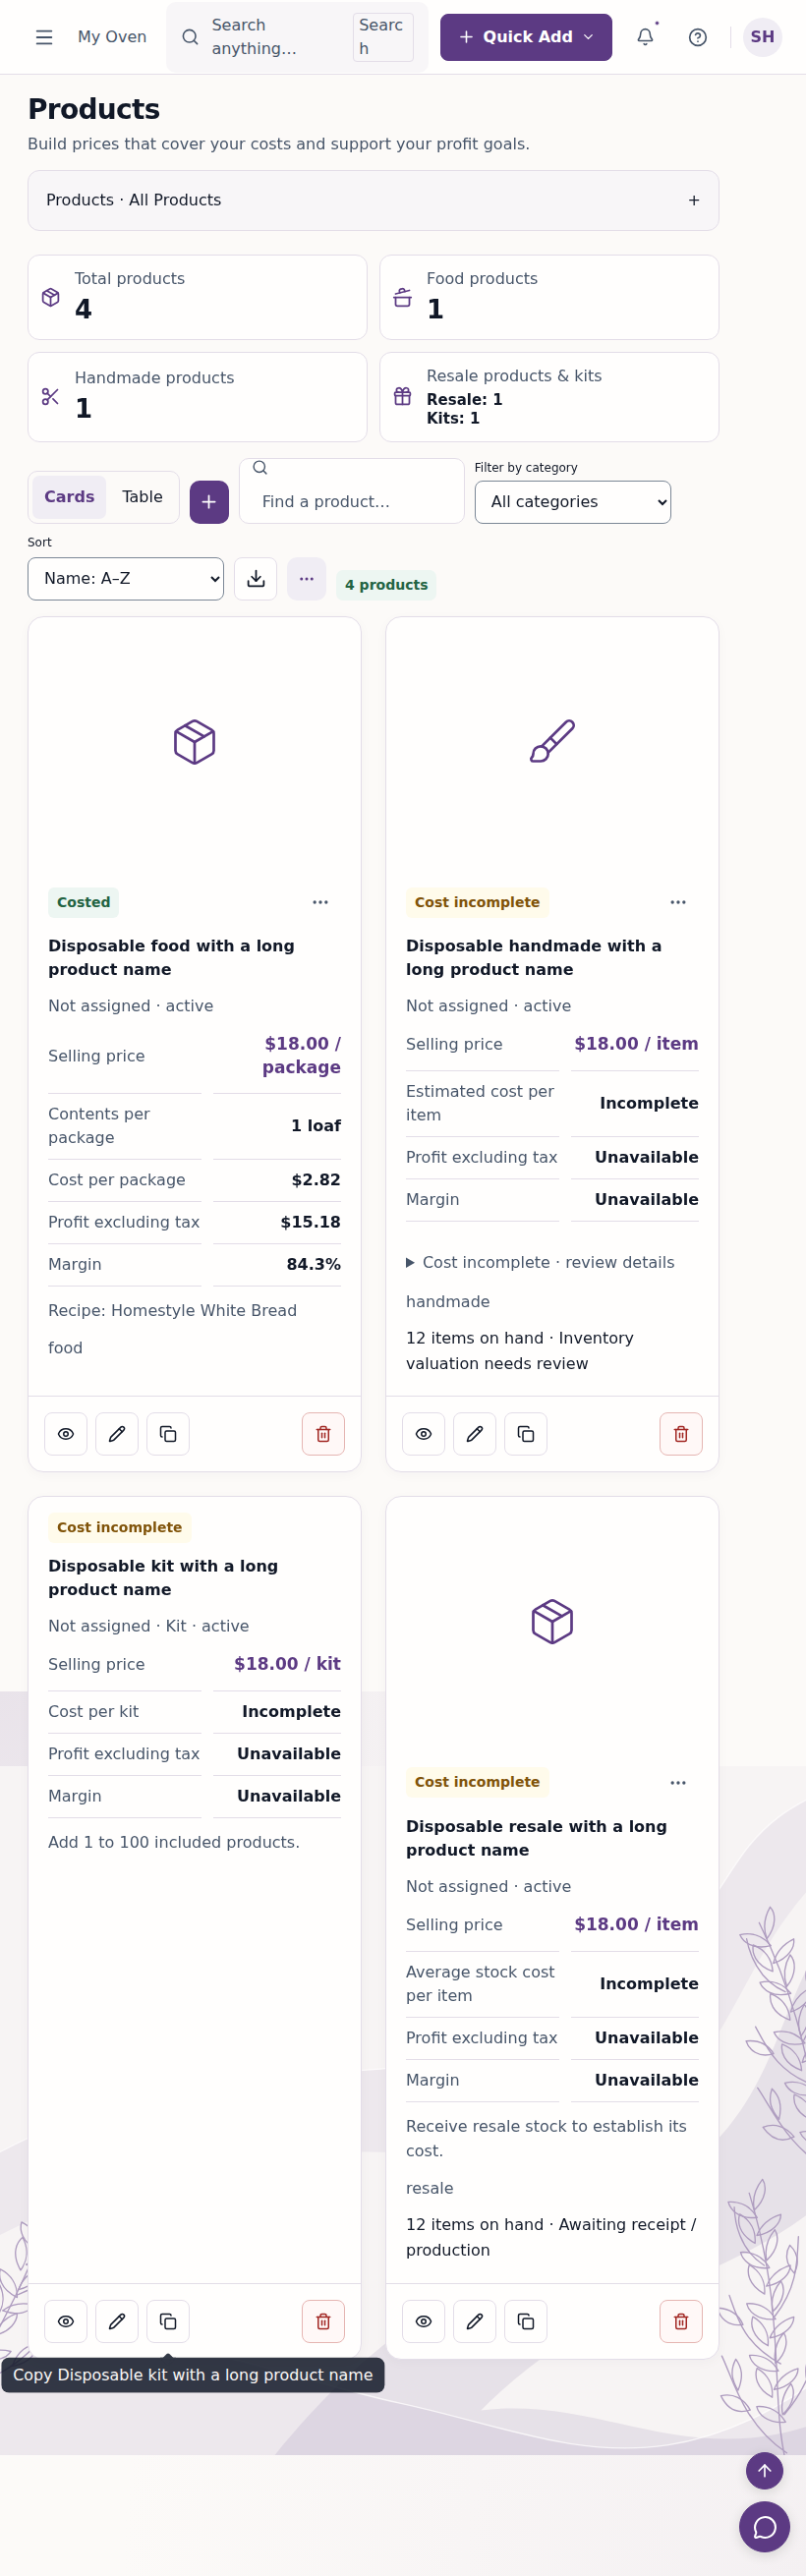 My Oven
Search
anything...
Searc
h
Quick Add
SH
Products
Build prices that cover your costs and support your profit goals.
Products · All Products
+
Total products
4
Food products
1
Handmade products
1
Resale products & kits
Resale: 1
Kits: 1
Cards
Table
Find a product...
Filter by category
All categories
Sort
Name: A–Z
4 products
Costed
Disposable food with a long
product name
Not assigned · active
Selling price
$18.00 /
package
Contents per
package
1 loaf
Cost per package
$2.82
Profit excluding tax
$15.18
Margin
84.3%
Recipe: Homestyle White Bread
food
Cost incomplete
Disposable handmade with a
long product name
Not assigned · active
Selling price
$18.00 / item
Estimated cost per
item
Incomplete
Profit excluding tax
Unavailable
Margin
Unavailable
Cost incomplete · review details
handmade
12 items on hand · Inventory
valuation needs review
Cost incomplete
Disposable kit with a long
product name
Not assigned · Kit · active
Selling price
$18.00 / kit
Cost per kit
Incomplete
Profit excluding tax
Unavailable
Margin
Unavailable
Add 1 to 100 included products.
Cost incomplete
Disposable resale with a long
product name
Not assigned · active
Selling price
$18.00 / item
Average stock cost
per item
Incomplete
Profit excluding tax
Unavailable
Margin
Unavailable
Receive resale stock to establish its
cost.
resale
12 items on hand · Awaiting receipt /
production
Copy Disposable kit with a long product name